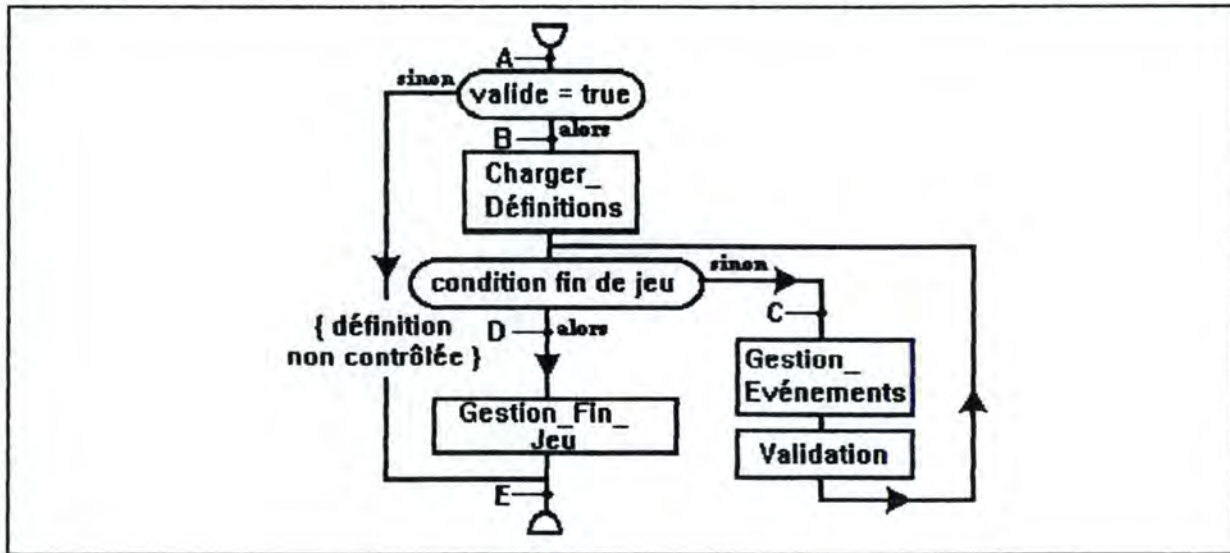 A
sinon
valide = true
alors
B
Charger_
Définitions
sinon
condition fin de jeu
C
D
alors
{ définition
non contrôlée }
Gestion_
Evénements
Gestion_Fin_
Jeu
Validation
E